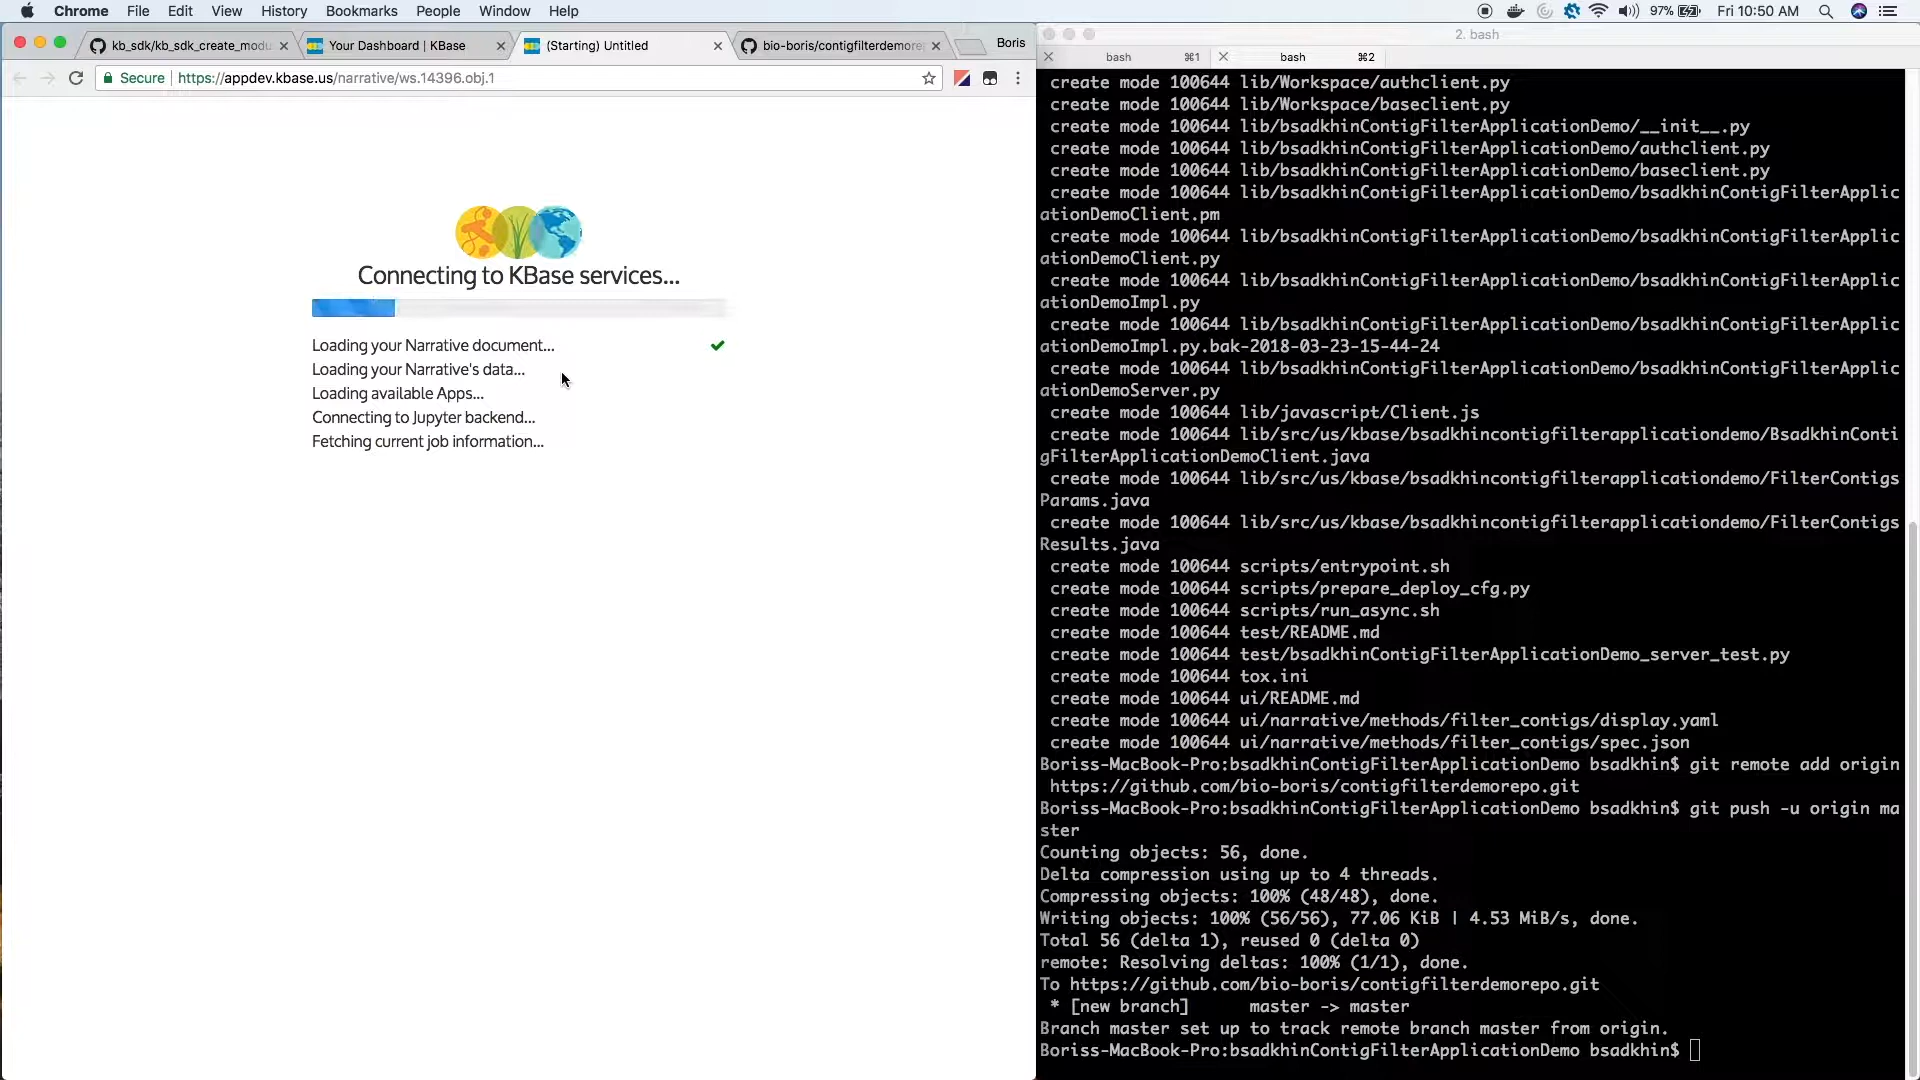 Chrome File Edit View History Bookmarks People Window Help 97% Fri 10:50 AM
kb_sdk/kb_sdk_create_modu Your Dashboard | KBase (Starting) Untitled bio-boris/contigfilterdemorep Boris
Secure https://appdev.kbase.us/narrative/ws.14396.obj.1
Connecting to KBase services...
Loading your Narrative document...
Loading your Narrative's data...
Loading available Apps...
Connecting to Jupyter backend...
Fetching current job information...
2. bash
bash ⌘1 bash ⌘2
create mode 100644 lib/Workspace/authclient.py
create mode 100644 lib/Workspace/baseclient.py
create mode 100644 lib/bsadkhinContigFilterApplicationDemo/__init__.py
create mode 100644 lib/bsadkhinContigFilterApplicationDemo/authclient.py
create mode 100644 lib/bsadkhinContigFilterApplicationDemo/baseclient.py
create mode 100644 lib/bsadkhinContigFilterApplicationDemo/bsadkhinContigFilterApplic
ationDemoClient.pm
create mode 100644 lib/bsadkhinContigFilterApplicationDemo/bsadkhinContigFilterApplic
ationDemoClient.py
create mode 100644 lib/bsadkhinContigFilterApplicationDemo/bsadkhinContigFilterApplic
ationDemoImpl.py
create mode 100644 lib/bsadkhinContigFilterApplicationDemo/bsadkhinContigFilterApplic
ationDemoImpl.py.bak-2018-03-23-15-44-24
create mode 100644 lib/bsadkhinContigFilterApplicationDemo/bsadkhinContigFilterApplic
ationDemoServer.py
create mode 100644 lib/javascript/Client.js
create mode 100644 lib/src/us/kbase/bsadkhincontigfilterapplicationdemo/BsadkhinConti
gFilterApplicationDemoClient.java
create mode 100644 lib/src/us/kbase/bsadkhincontigfilterapplicationdemo/FilterContigs
Params.java
create mode 100644 lib/src/us/kbase/bsadkhincontigfilterapplicationdemo/FilterContigs
Results.java
create mode 100644 scripts/entrypoint.sh
create mode 100644 scripts/prepare_deploy_cfg.py
create mode 100644 scripts/run_async.sh
create mode 100644 test/README.md
create mode 100644 test/bsadkhinContigFilterApplicationDemo_server_test.py
create mode 100644 tox.ini
create mode 100644 ui/README.md
create mode 100644 ui/narrative/methods/filter_contigs/display.yaml
create mode 100644 ui/narrative/methods/filter_contigs/spec.json
Boriss-MacBook-Pro:bsadkhinContigFilterApplicationDemo bsadkhin$ git remote add origin
https://github.com/bio-boris/contigfilterdemorepo.git
Boriss-MacBook-Pro:bsadkhinContigFilterApplicationDemo bsadkhin$ git push -u origin ma
ster
Counting objects: 56, done.
Delta compression using up to 4 threads.
Compressing objects: 100% (48/48), done.
Writing objects: 100% (56/56), 77.06 KiB | 4.53 MiB/s, done.
Total 56 (delta 1), reused 0 (delta 0)
remote: Resolving deltas: 100% (1/1), done.
To https://github.com/bio-boris/contigfilterdemorepo.git
* [new branch] master -> master
Branch master set up to track remote branch master from origin.
Boriss-MacBook-Pro:bsadkhinContigFilterApplicationDemo bsadkhin$